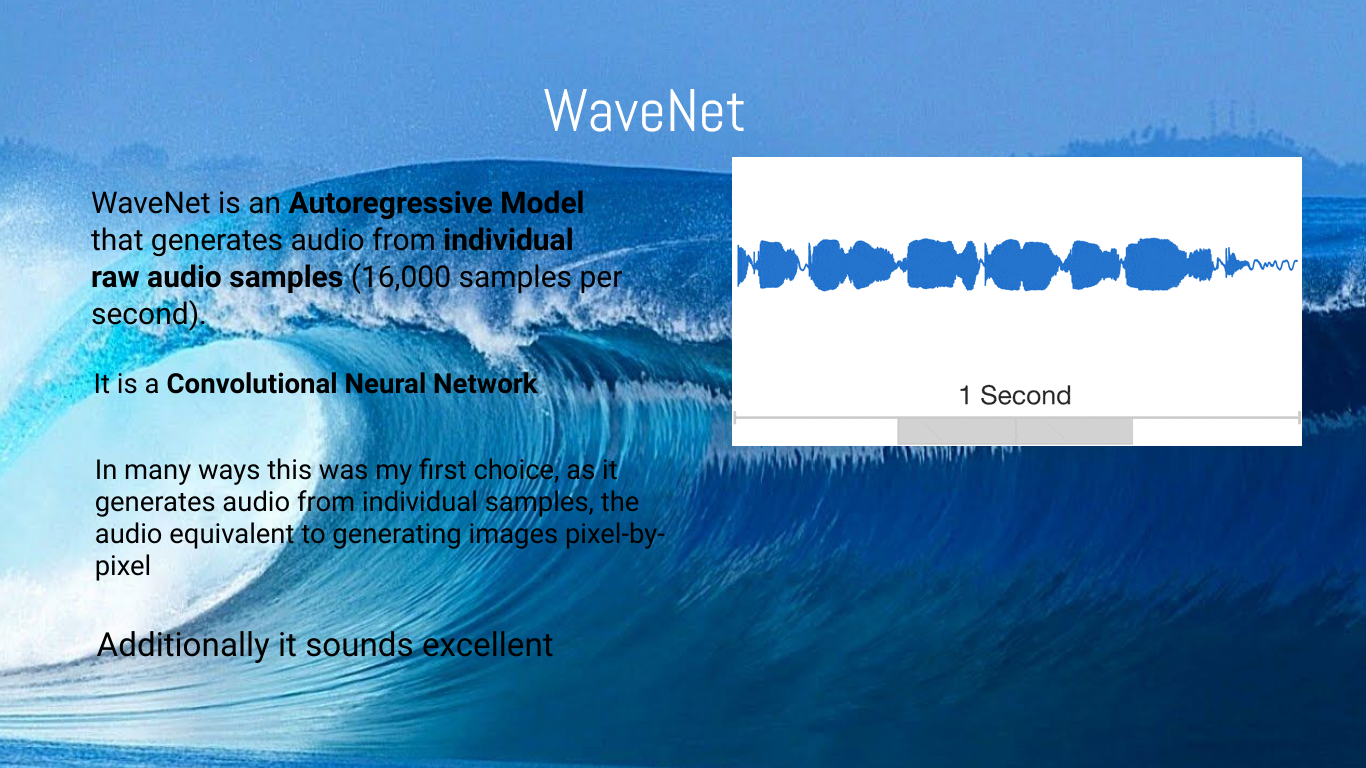 WaveNet
WaveNet is an Autoregressive Model
that generates audio from individual
raw audio samples (16,000 samples per
second).
It is a Convolutional Neural Network
In many ways this was my first choice, as it
generates audio from individual samples, the
audio equivalent to generating images pixel-by-
pixel
Additionally it sounds excellent
1 Second